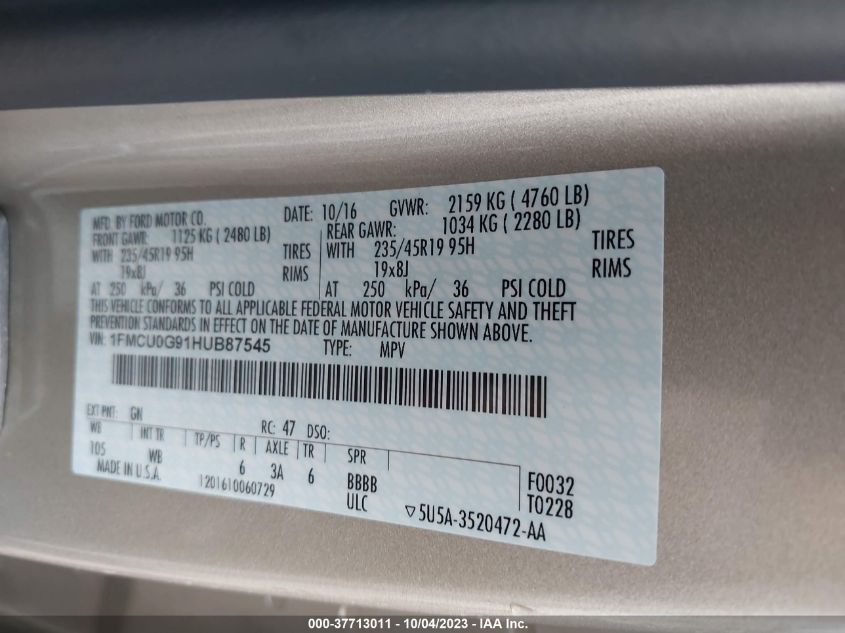 MFD. BY FORD MOTOR CO.
DATE: 10/16 GVWR: 2159 KG ( 4760 LB)
FRONT GAWR: 1125 KG ( 2480 LB)
REAR GAWR: 1034 KG ( 2280 LB)
WITH 235/45R19 95H TIRES
WITH 235/45R19 95H TIRES
19x8J RIMS
19x8J RIMS
AT 250 kPa/ 36 PSI COLD
AT 250 kPa/ 36 PSI COLD
THIS VEHICLE CONFORMS TO ALL APPLICABLE FEDERAL MOTOR VEHICLE SAFETY AND THEFT
PREVENTION STANDARDS IN EFFECT ON THE DATE OF MANUFACTURE SHOWN ABOVE.
VIN: 1FMCU0G91HUB87545
TYPE: MPV
EXT PNT: GN RC: 47 DSO:
WB INT TR TP/PS R AXLE TR SPR
105 WB 6 3A 6 BBBB
F0032
MADE IN U.S.A. 1201610060729 ULC
T0228
▽5U5A-3520472-AA
000-37713011 - 10/04/2023 - IAA Inc.